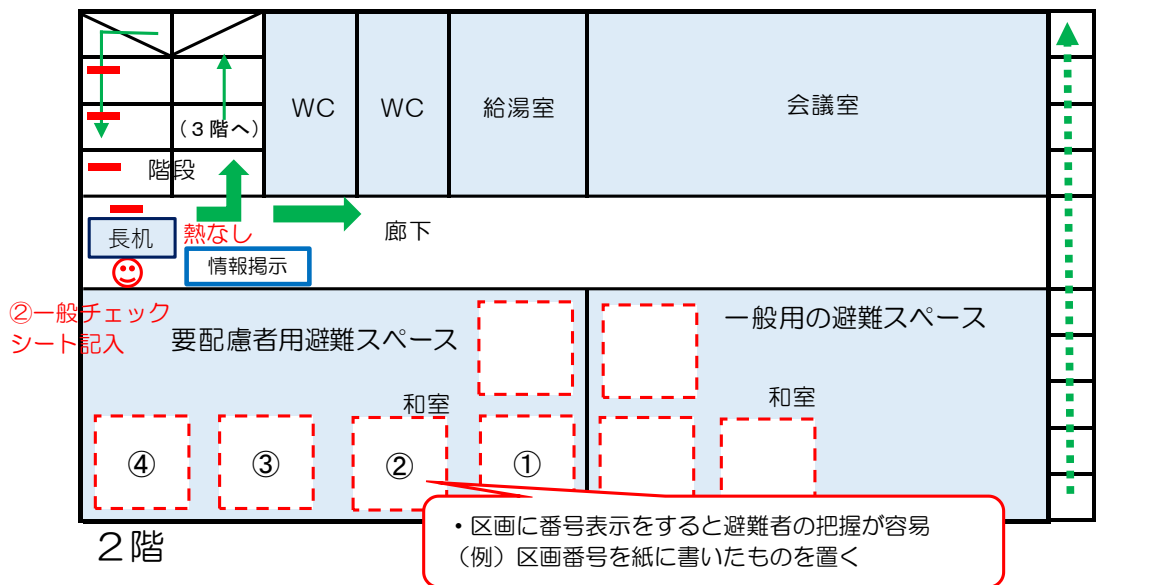 WC
WC
給湯室
会議室
(3階へ)
階段
長机
熱なし
廊下
情報掲示
②一般チェック
シート記入
要配慮者用避難スペース
一般用の避難スペース
和室
和室
④
③
②
①
・区画に番号表示をすると避難者の把握が容易
(例)区画番号を紙に書いたものを置く
2階